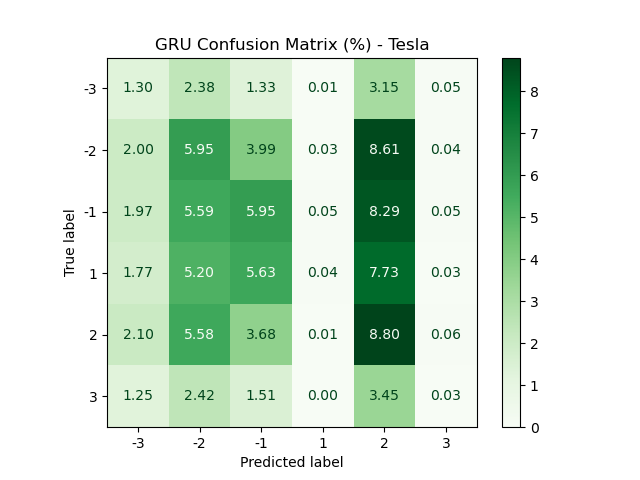 GRU Confusion Matrix (%) - Tesla
-3 1.30 2.38 1.33 0.01 3.15 0.05
-2 2.00 5.95 3.99 0.03 8.61 0.04
-1 1.97 5.59 5.95 0.05 8.29 0.05
1 1.77 5.20 5.63 0.04 7.73 0.03
2 2.10 5.58 3.68 0.01 8.80 0.06
3 1.25 2.42 1.51 0.00 3.45 0.03
-3 -2 -1 1 2 3
Predicted label
True label
8
7
6
5
4
3
2
1
0